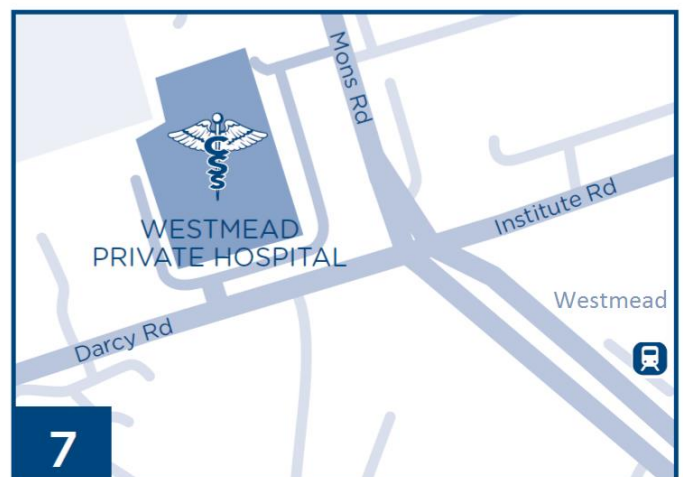 Mons Rd
WESTMEAD
PRIVATE HOSPITAL
Institute Rd
Westmead
Darcy Rd
7